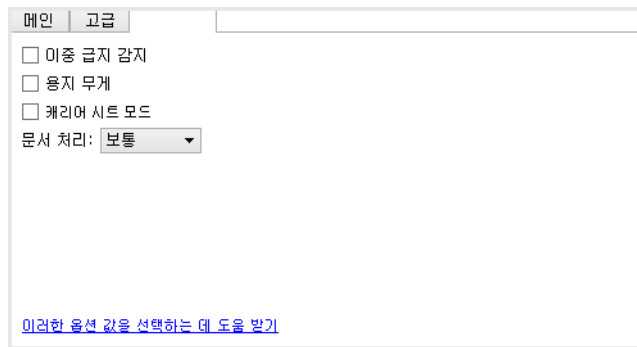 메인 고급
이중 급지 감지
용지 무게
캐리어 시트 모드
문서 처리: 보통
이러한 옵션 값을 선택하는 데 도움 받기